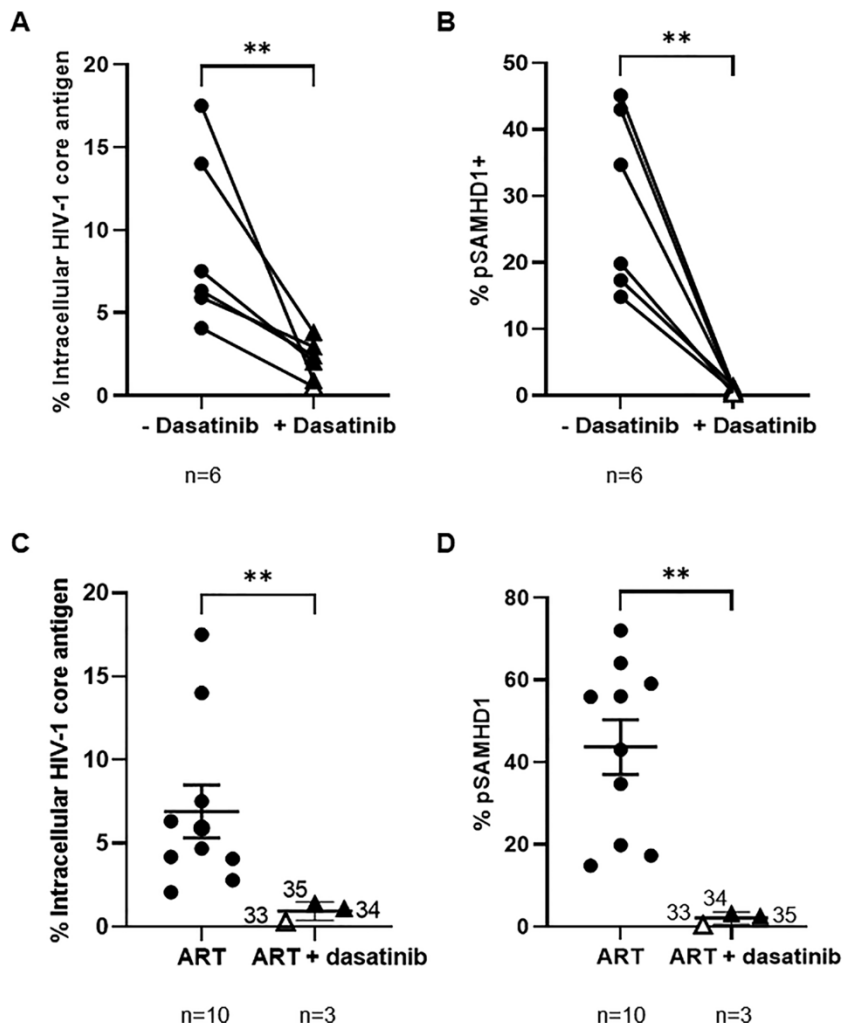 A
**
% Intracellular HIV-1 core antigen
20
15
10
5
0
- Dasatinib + Dasatinib
n=6
B
**
% pSAMHD1+
50
40
30
20
10
0
- Dasatinib + Dasatinib
n=6
C
**
% Intracellular HIV-1 core antigen
20
15
10
5
0
35
33
34
ART ART + dasatinib
n=10 n=3
D
**
% pSAMHD1
80
60
40
20
0
34
33
35
ART ART + dasatinib
n=10 n=3